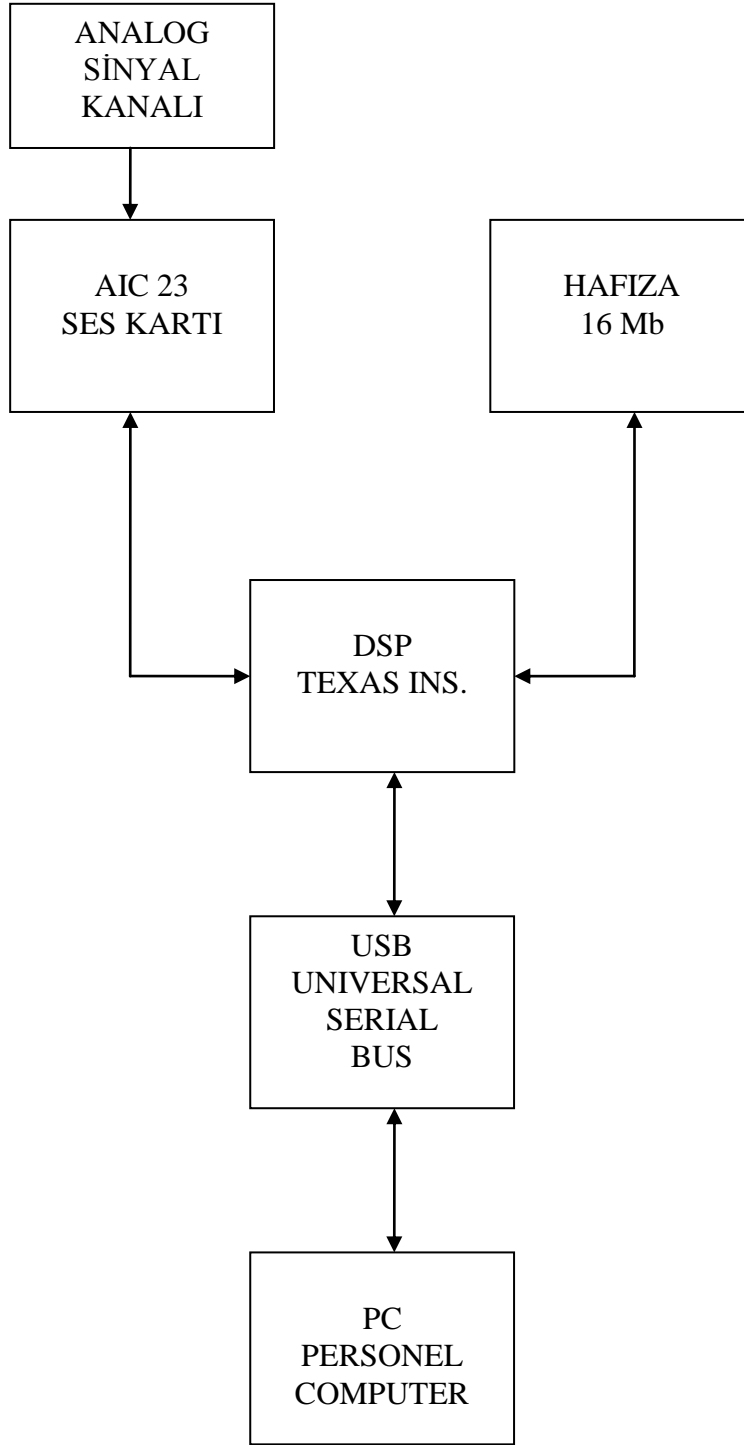 ANALOG
SİNYAL
KANALI
AIC 23
SES KARTI
HAFIZA
16 Mb
DSP
TEXAS INS.
USB
UNIVERSAL
SERIAL
BUS
PC
PERSONEL
COMPUTER